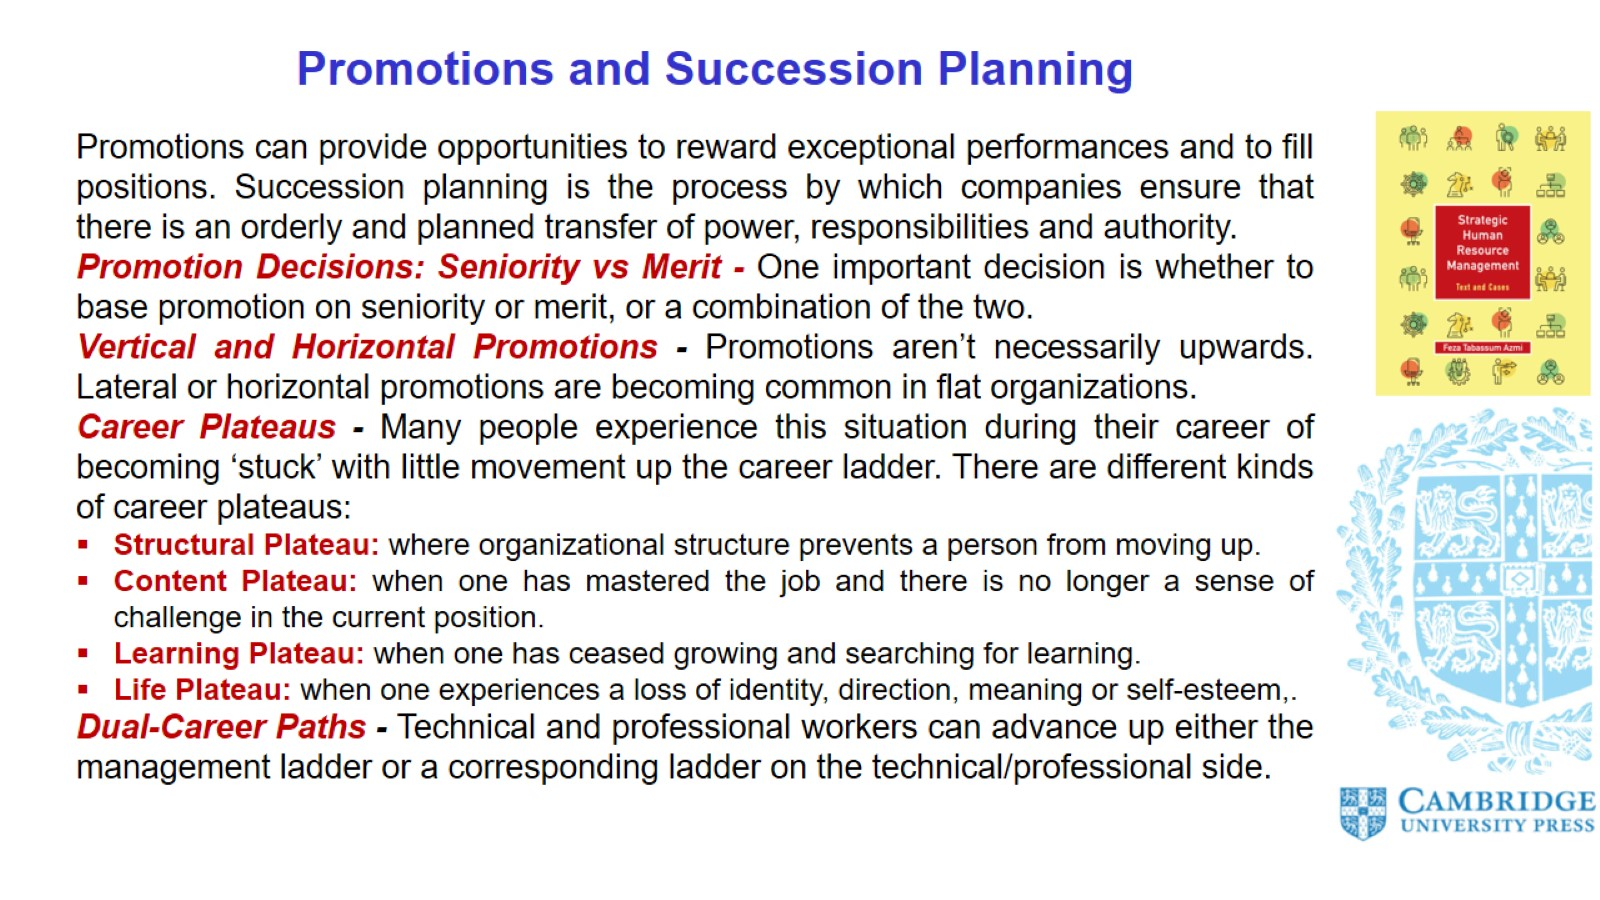 Promotions and Succession Planning
Promotions can provide opportunities to reward exceptional performances and to fill
positions. Succession planning is the process by which companies ensure that
there is an orderly and planned transfer of power, responsibilities and authority.
Promotion Decisions: Seniority vs Merit - One important decision is whether to
base promotion on seniority or merit, or a combination of the two.
Vertical and Horizontal Promotions - Promotions aren’t necessarily upwards.
Lateral or horizontal promotions are becoming common in flat organizations.
Career Plateaus - Many people experience this situation during their career of
becoming ‘stuck’ with little movement up the career ladder. There are different kinds
of career plateaus:
▪ Structural Plateau: where organizational structure prevents a person from moving up.
▪ Content Plateau: when one has mastered the job and there is no longer a sense of
challenge in the current position.
▪ Learning Plateau: when one has ceased growing and searching for learning.
▪ Life Plateau: when one experiences a loss of identity, direction, meaning or self-esteem,.
Dual-Career Paths - Technical and professional workers can advance up either the
management ladder or a corresponding ladder on the technical/professional side.
Strategic
Human
Resource
Management
Text and Cases
Feza Tabassum Azmi
CAMBRIDGE
UNIVERSITY PRESS